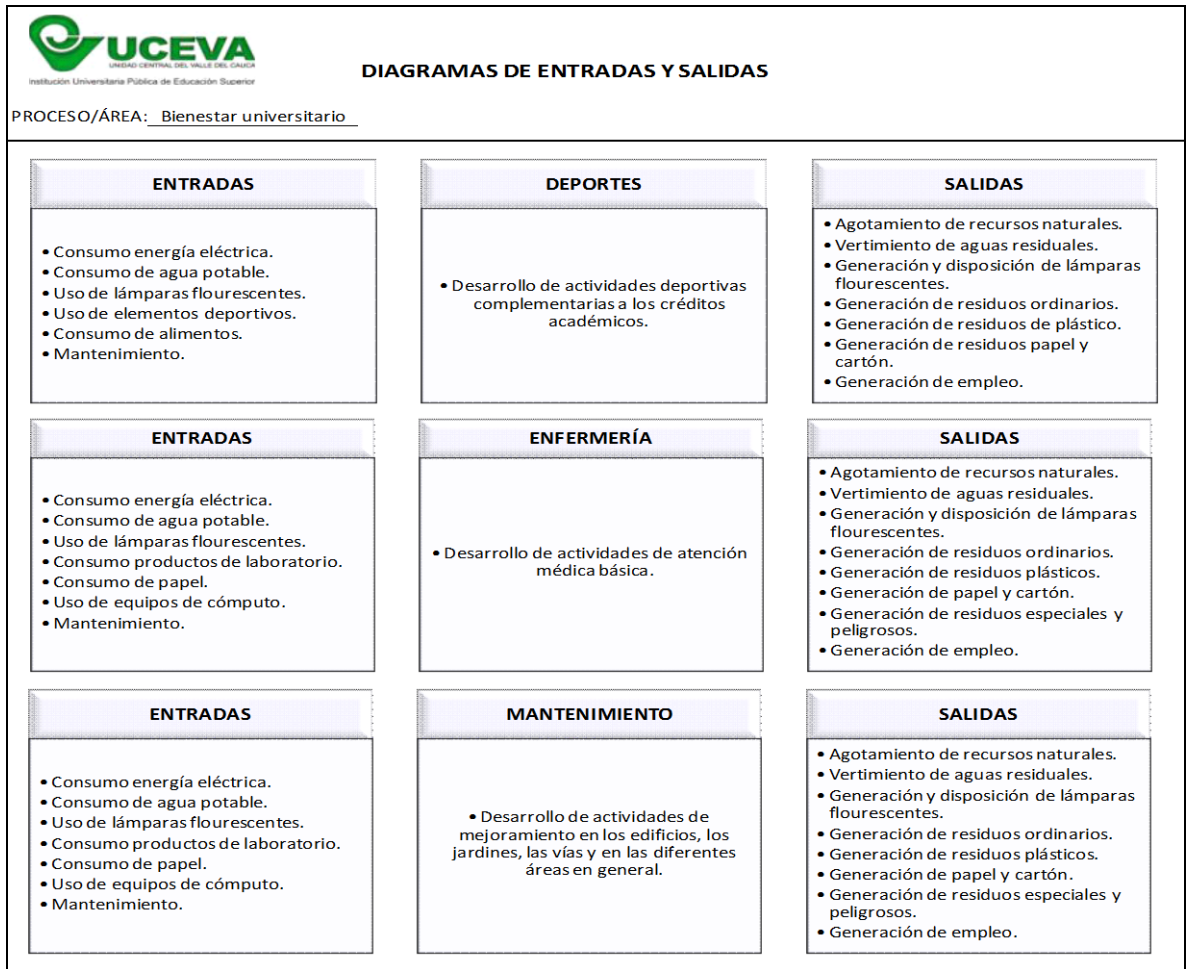 UCEVA
UNIDAD CENTRAL DEL VALLE DEL CAUCA
Institución Universitaria Pública de Educación Superior
DIAGRAMAS DE ENTRADAS Y SALIDAS
PROCESO/ÁREA: Bienestar universitario
ENTRADAS
• Consumo energía eléctrica.
• Consumo de agua potable.
• Uso de lámparas flourescentes.
• Uso de elementos deportivos.
• Consumo de alimentos.
• Mantenimiento.
DEPORTES
• Desarrollo de actividades deportivas
complementarias a los créditos
académicos.
SALIDAS
• Agotamiento de recursos naturales.
• Vertimiento de aguas residuales.
• Generación y disposición de lámparas
flourescentes.
• Generación de residuos ordinarios.
• Generación de residuos de plástico.
• Generación de residuos papel y
cartón.
• Generación de empleo.
ENTRADAS
• Consumo energía eléctrica.
• Consumo de agua potable.
• Uso de lámparas flourescentes.
• Consumo productos de laboratorio.
• Consumo de papel.
• Uso de equipos de cómputo.
• Mantenimiento.
ENFERMERÍA
• Desarrollo de actividades de atención
médica básica.
SALIDAS
• Agotamiento de recursos naturales.
• Vertimiento de aguas residuales.
• Generación y disposición de lámparas
flourescentes.
• Generación de residuos ordinarios.
• Generación de residuos plásticos.
• Generación de papel y cartón.
• Generación de residuos especiales y
peligrosos.
• Generación de empleo.
ENTRADAS
• Consumo energía eléctrica.
• Consumo de agua potable.
• Uso de lámparas flourescentes.
• Consumo productos de laboratorio.
• Consumo de papel.
• Uso de equipos de cómputo.
• Mantenimiento.
MANTENIMIENTO
• Desarrollo de actividades de
mejoramiento en los edificios, los
jardines, las vías y en las diferentes
áreas en general.
SALIDAS
• Agotamiento de recursos naturales.
• Vertimiento de aguas residuales.
• Generación y disposición de lámparas
flourescentes.
• Generación de residuos ordinarios.
• Generación de residuos plásticos.
• Generación de papel y cartón.
• Generación de residuos especiales y
peligrosos.
• Generación de empleo.